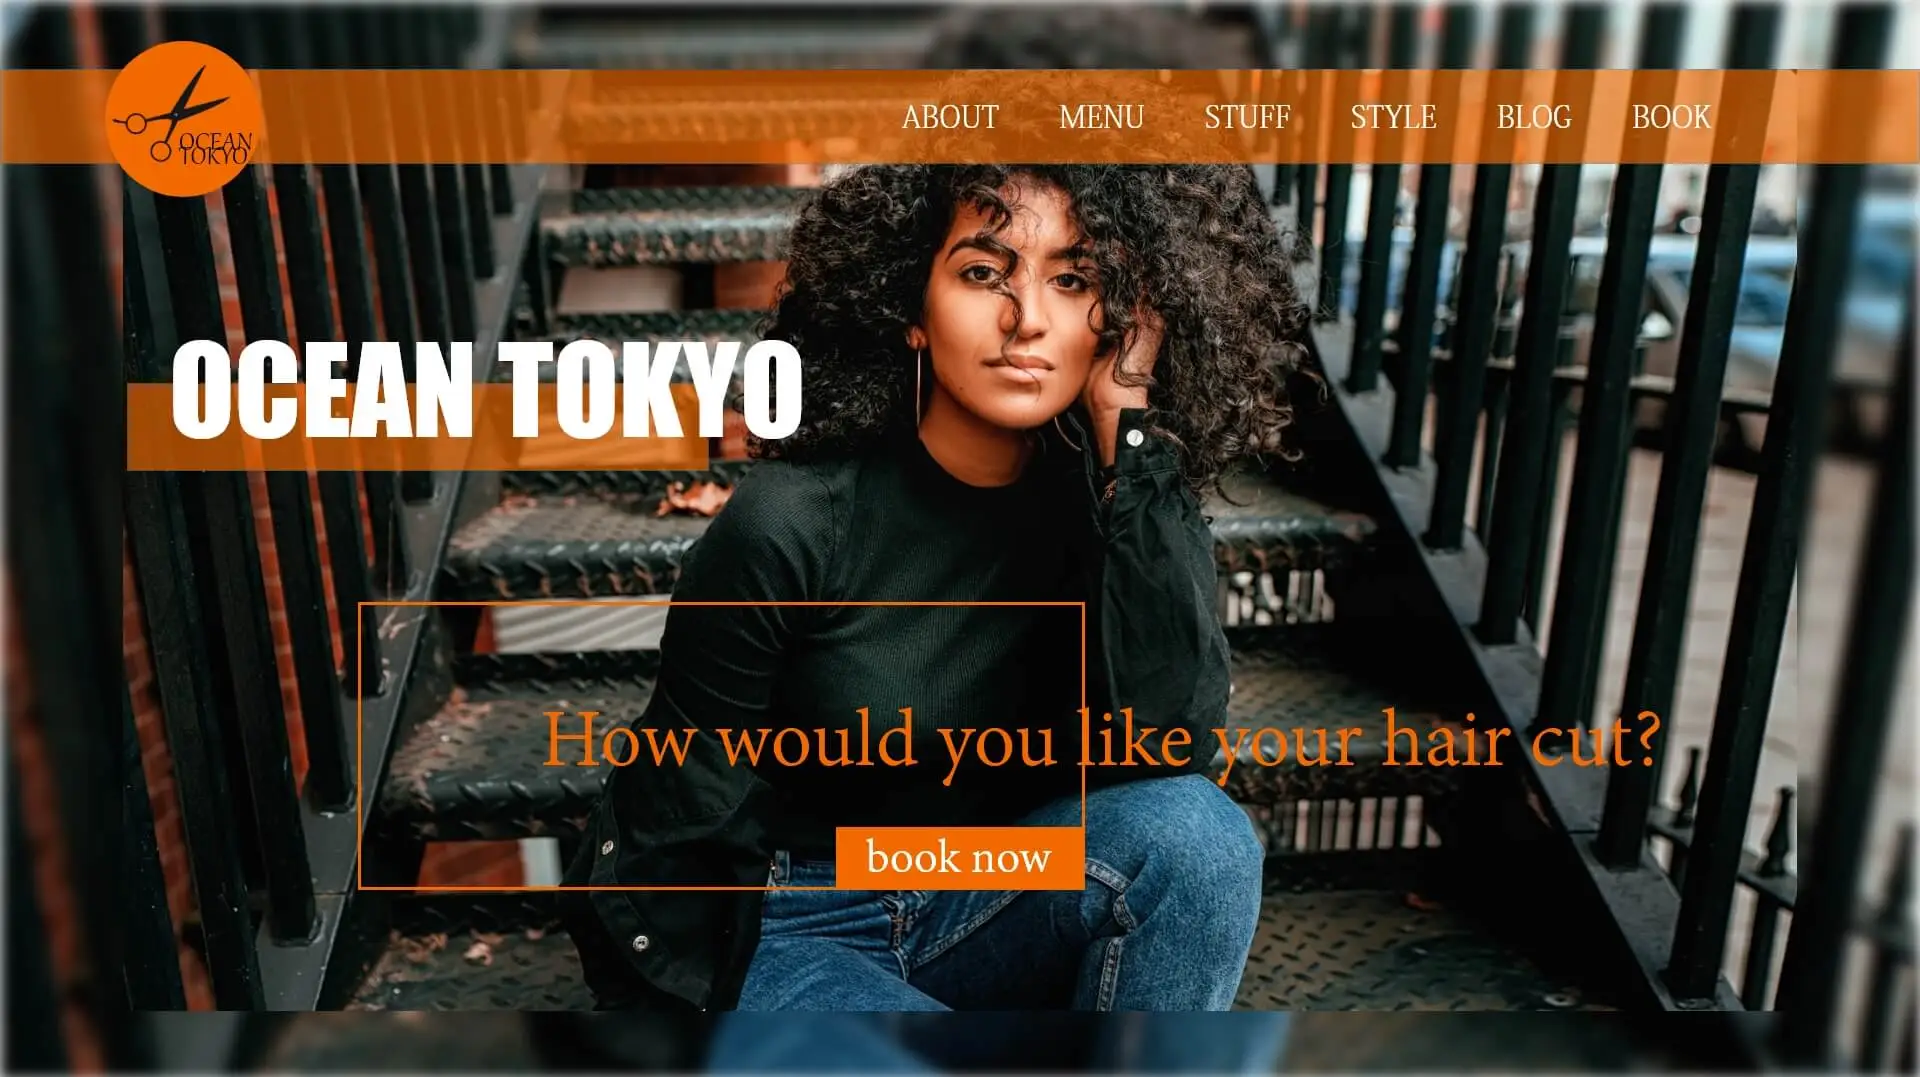 OCEAN
TOKYO
ABOUT MENU STUFF STYLE BLOG BOOK
OCEAN TOKYO
How would you like your hair cut?
book now